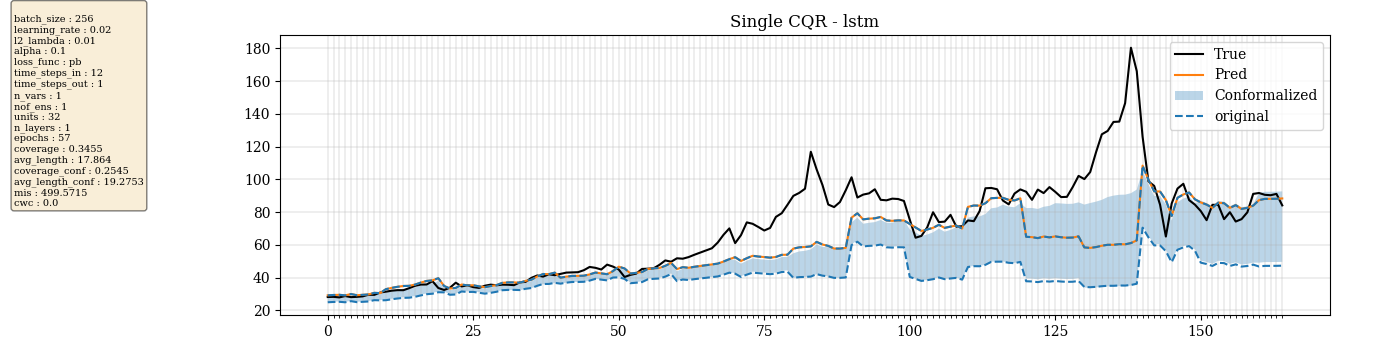 batch_size : 256
learning_rate : 0.02
l2_lambda : 0.01
alpha : 0.1
loss_func : pb
time_steps_in : 12
time_steps_out : 1
n_vars : 1
nof_ens : 1
units : 32
n_layers : 1
epochs : 57
coverage : 0.3455
avg_length : 17.864
coverage_conf : 0.2545
avg_length_conf : 19.2753
mis : 499.5715
cwc : 0.0
Single CQR - lstm
180
160
140
120
100
80
60
40
20
0 25 50 75 100 125 150
True
Pred
Conformalized
original